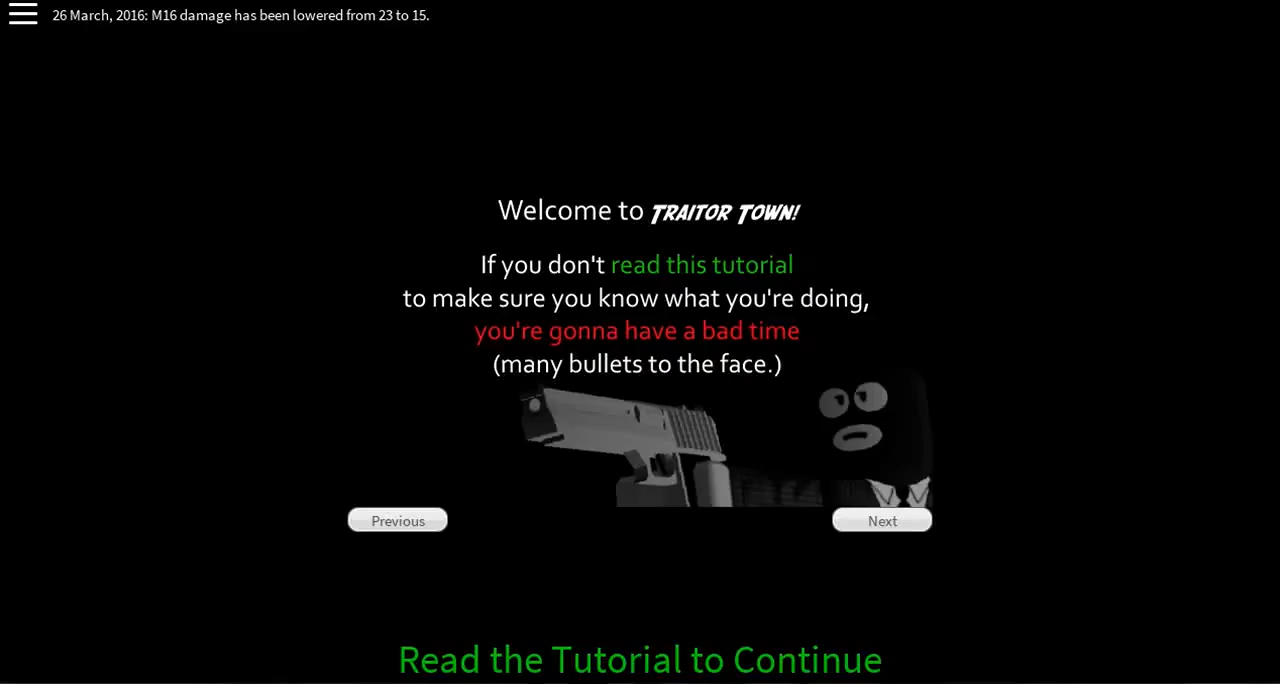 26 March, 2016: M16 damage has been lowered from 23 to 15.
Welcome to TRAITOR TOWN!
If you don't read this tutorial
to make sure you know what you're doing,
you're gonna have a bad time
(many bullets to the face.)
Previous
Next
Read the Tutorial to Continue